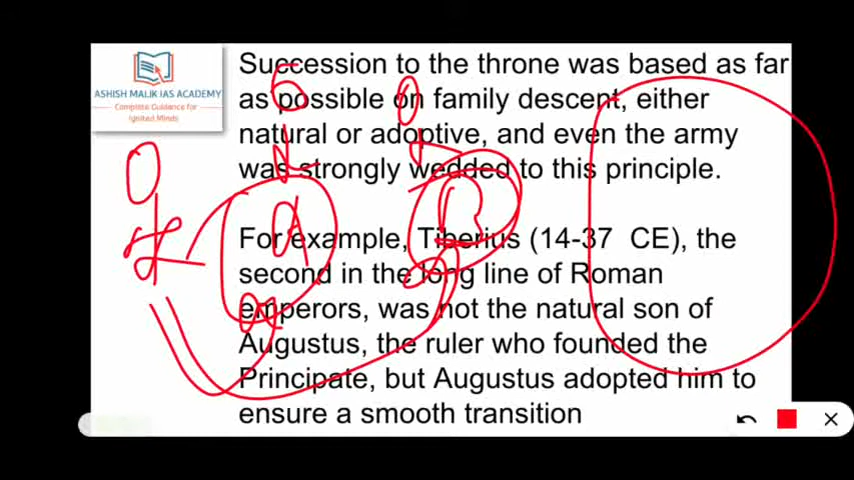 ASHISH MALIK IAS ACADEMY
Complete Guidance for
Ignited Minds
Succession to the throne was based as far
as possible on family descent, either
natural or adoptive, and even the army
was strongly wedded to this principle.
For example, Tiberius (14-37 CE), the
second in the long line of Roman
emperors, was not the natural son of
Augustus, the ruler who founded the
Principate, but Augustus adopted him to
ensure a smooth transition